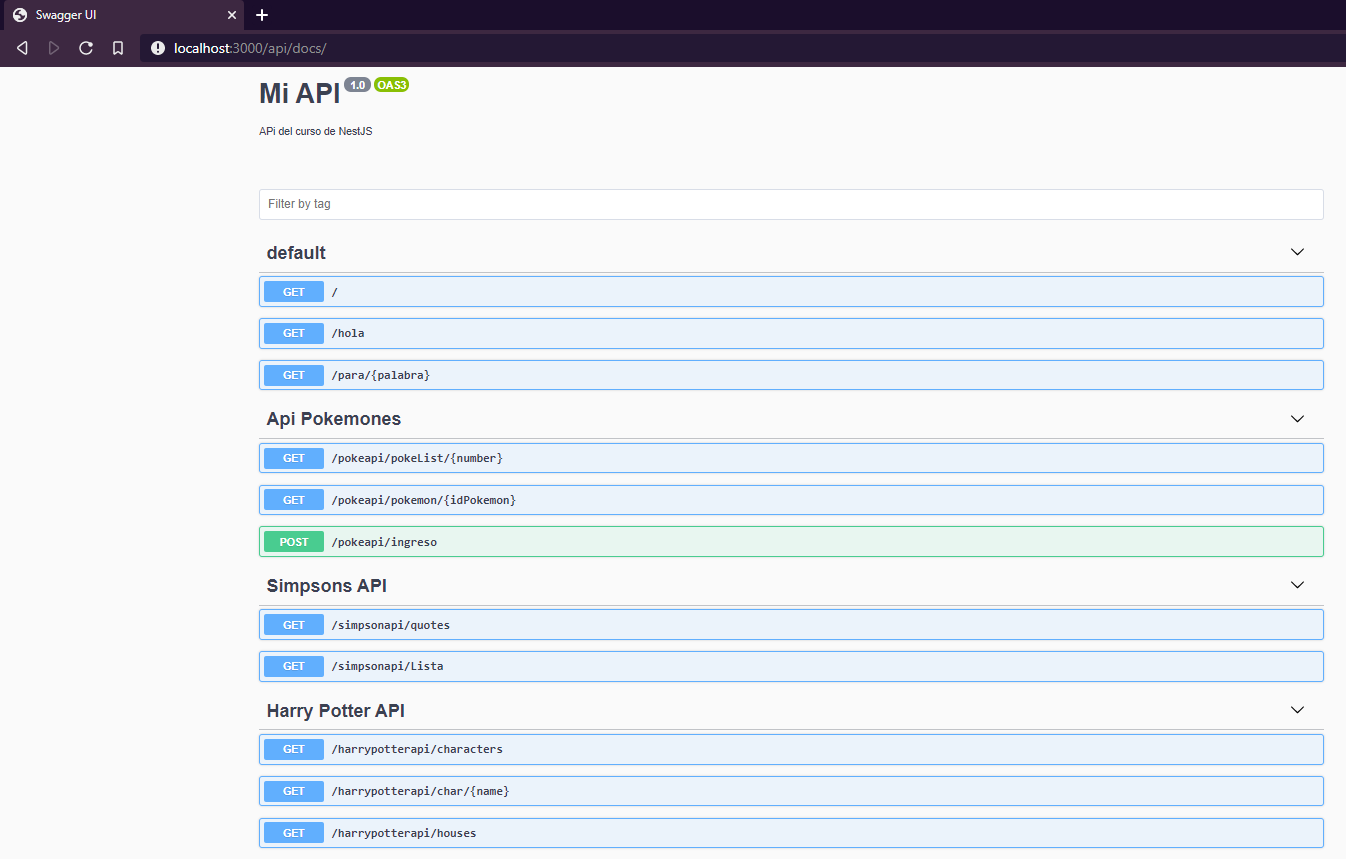 Swagger UI
localhost:3000/api/docs/
Mi API 1.0 OAS3
APi del curso de NestJS
Filter by tag
default
GET /
GET /hola
GET /para/{palabra}
Api Pokemones
GET /pokeapi/pokeList/{number}
GET /pokeapi/pokemon/{idPokemon}
POST /pokeapi/ingreso
Simpsons API
GET /simpsonapi/quotes
GET /simpsonapi/Lista
Harry Potter API
GET /harrypotterapi/characters
GET /harrypotterapi/char/{name}
GET /harrypotterapi/houses